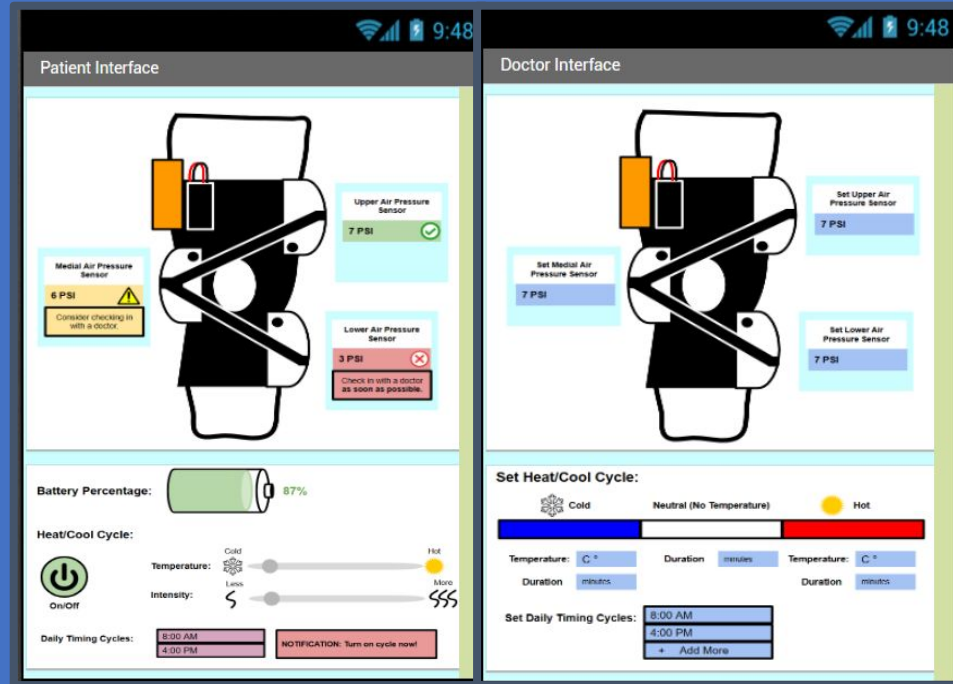 9:48
Patient Interface
Upper Air Pressure
Sensor
7 PSI
Medial Air Pressure
Sensor
6 PSI
Consider checking in
with a doctor.
Lower Air Pressure
Sensor
3 PSI
Check in with a doctor
as soon as possible.
Battery Percentage:
87%
Heat/Cool Cycle:
On/Off
Cold
Hot
Temperature:
Less
More
Intensity:
Daily Timing Cycles:
8:00 AM
4:00 PM
NOTIFICATION: Turn on cycle now!
9:48
Doctor Interface
Set Upper Air
Pressure Sensor
7 PSI
Set Medial Air
Pressure Sensor
7 PSI
Set Lower Air
Pressure Sensor
7 PSI
Set Heat/Cool Cycle:
Cold
Neutral (No Temperature)
Hot
Temperature: C °
Duration minutes
Temperature: C °
Duration minutes
Duration minutes
Set Daily Timing Cycles:
8:00 AM
4:00 PM
+ Add More